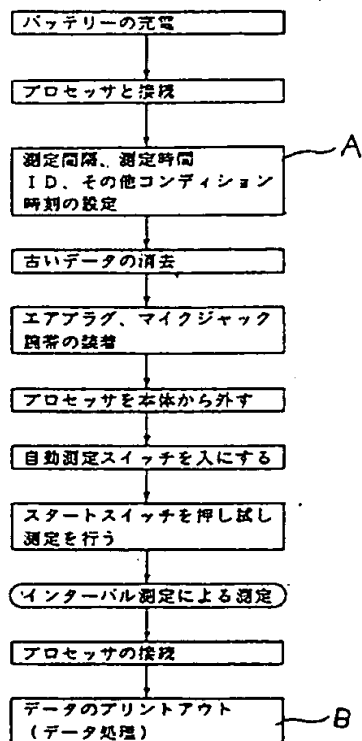 バッテリーの充電
プロセッサと接続
測定間隔、測定時間
ID、その他コンディション
時刻の設定
A
古いデータの消去
エアプラグ、マイクジャック
腕帯の装着
プロセッサを本体から外す
自動測定スイッチを入にする
スタートスイッチを押し試し
測定を行う
インターバル測定による測定
プロセッサの接続
データのプリントアウト
(データ処理)
B